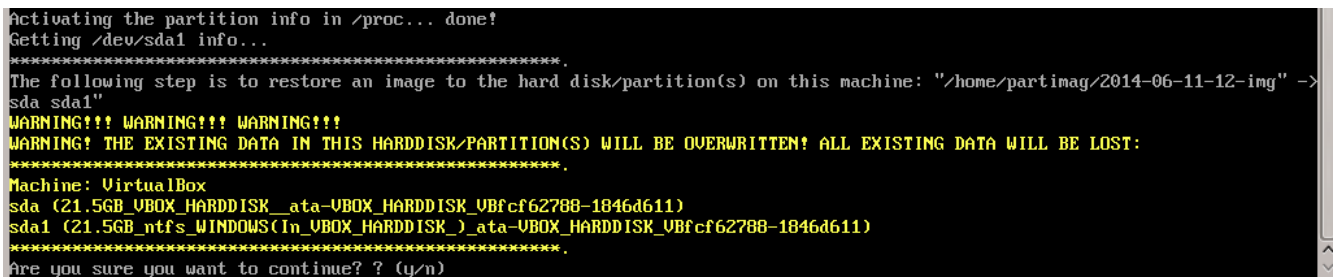 Activating the partition info in /proc... done!
Getting /dev/sda1 info...
*****************************************************.
The following step is to restore an image to the hard disk/partition(s) on this machine: "/home/partimag/2014-06-11-12-img" ->
sda sda1"
WARNING!!! WARNING!!! WARNING!!!
WARNING! THE EXISTING DATA IN THIS HARDDISK/PARTITION(S) WILL BE OVERWRITTEN! ALL EXISTING DATA WILL BE LOST:
*****************************************************.
Machine: VirtualBox
sda (21.5GB_VBOX_HARDDISK__ata-VBOX_HARDDISK_VBfcf62788-1846d611)
sda1 (21.5GB_ntfs_WINDOWS(In_VBOX_HARDDISK_)_ata-VBOX_HARDDISK_VBfcf62788-1846d611)
*****************************************************.
Are you sure you want to continue? ? (y/n)